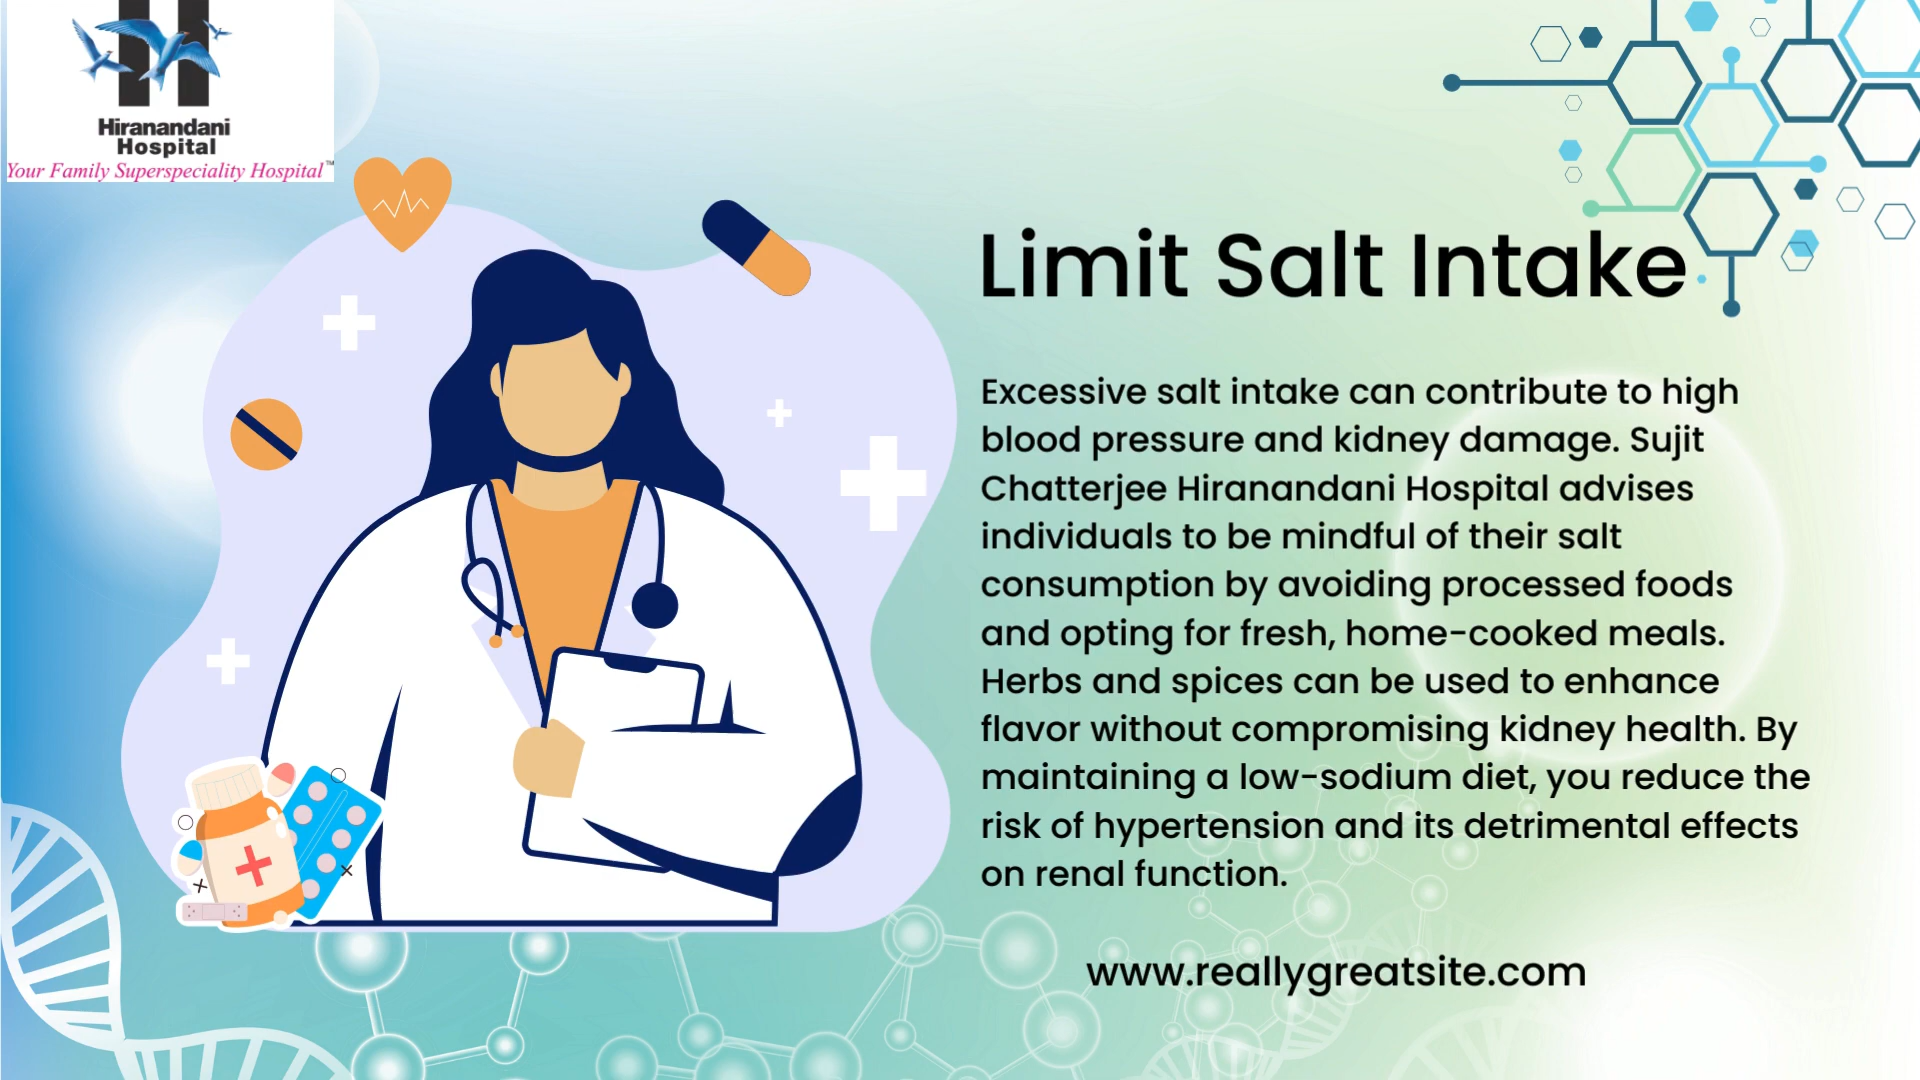 Hiranandani
Hospital
Your Family Superspeciality Hospital™
Limit Salt Intake
Excessive salt intake can contribute to high
blood pressure and kidney damage. Sujit
Chatterjee Hiranandani Hospital advises
individuals to be mindful of their salt
consumption by avoiding processed foods
and opting for fresh, home-cooked meals.
Herbs and spices can be used to enhance
flavor without compromising kidney health. By
maintaining a low-sodium diet, you reduce the
risk of hypertension and its detrimental effects
on renal function.
www.reallygreatsite.com